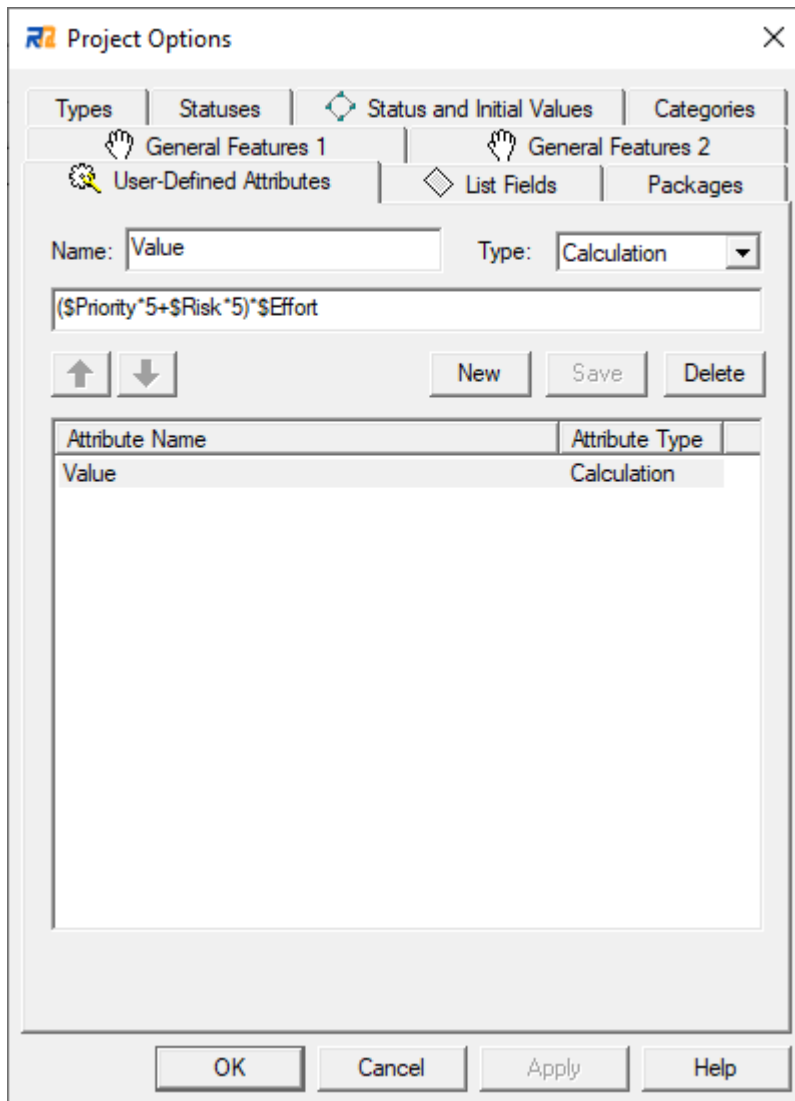 Project Options
Types Statuses Status and Initial Values Categories
General Features 1 General Features 2
User-Defined Attributes List Fields Packages
Name: Value Type: Calculation
($Priority*5+$Risk*5)*$Effort
New Save Delete
Attribute Name Attribute Type
Value Calculation
OK Cancel Apply Help